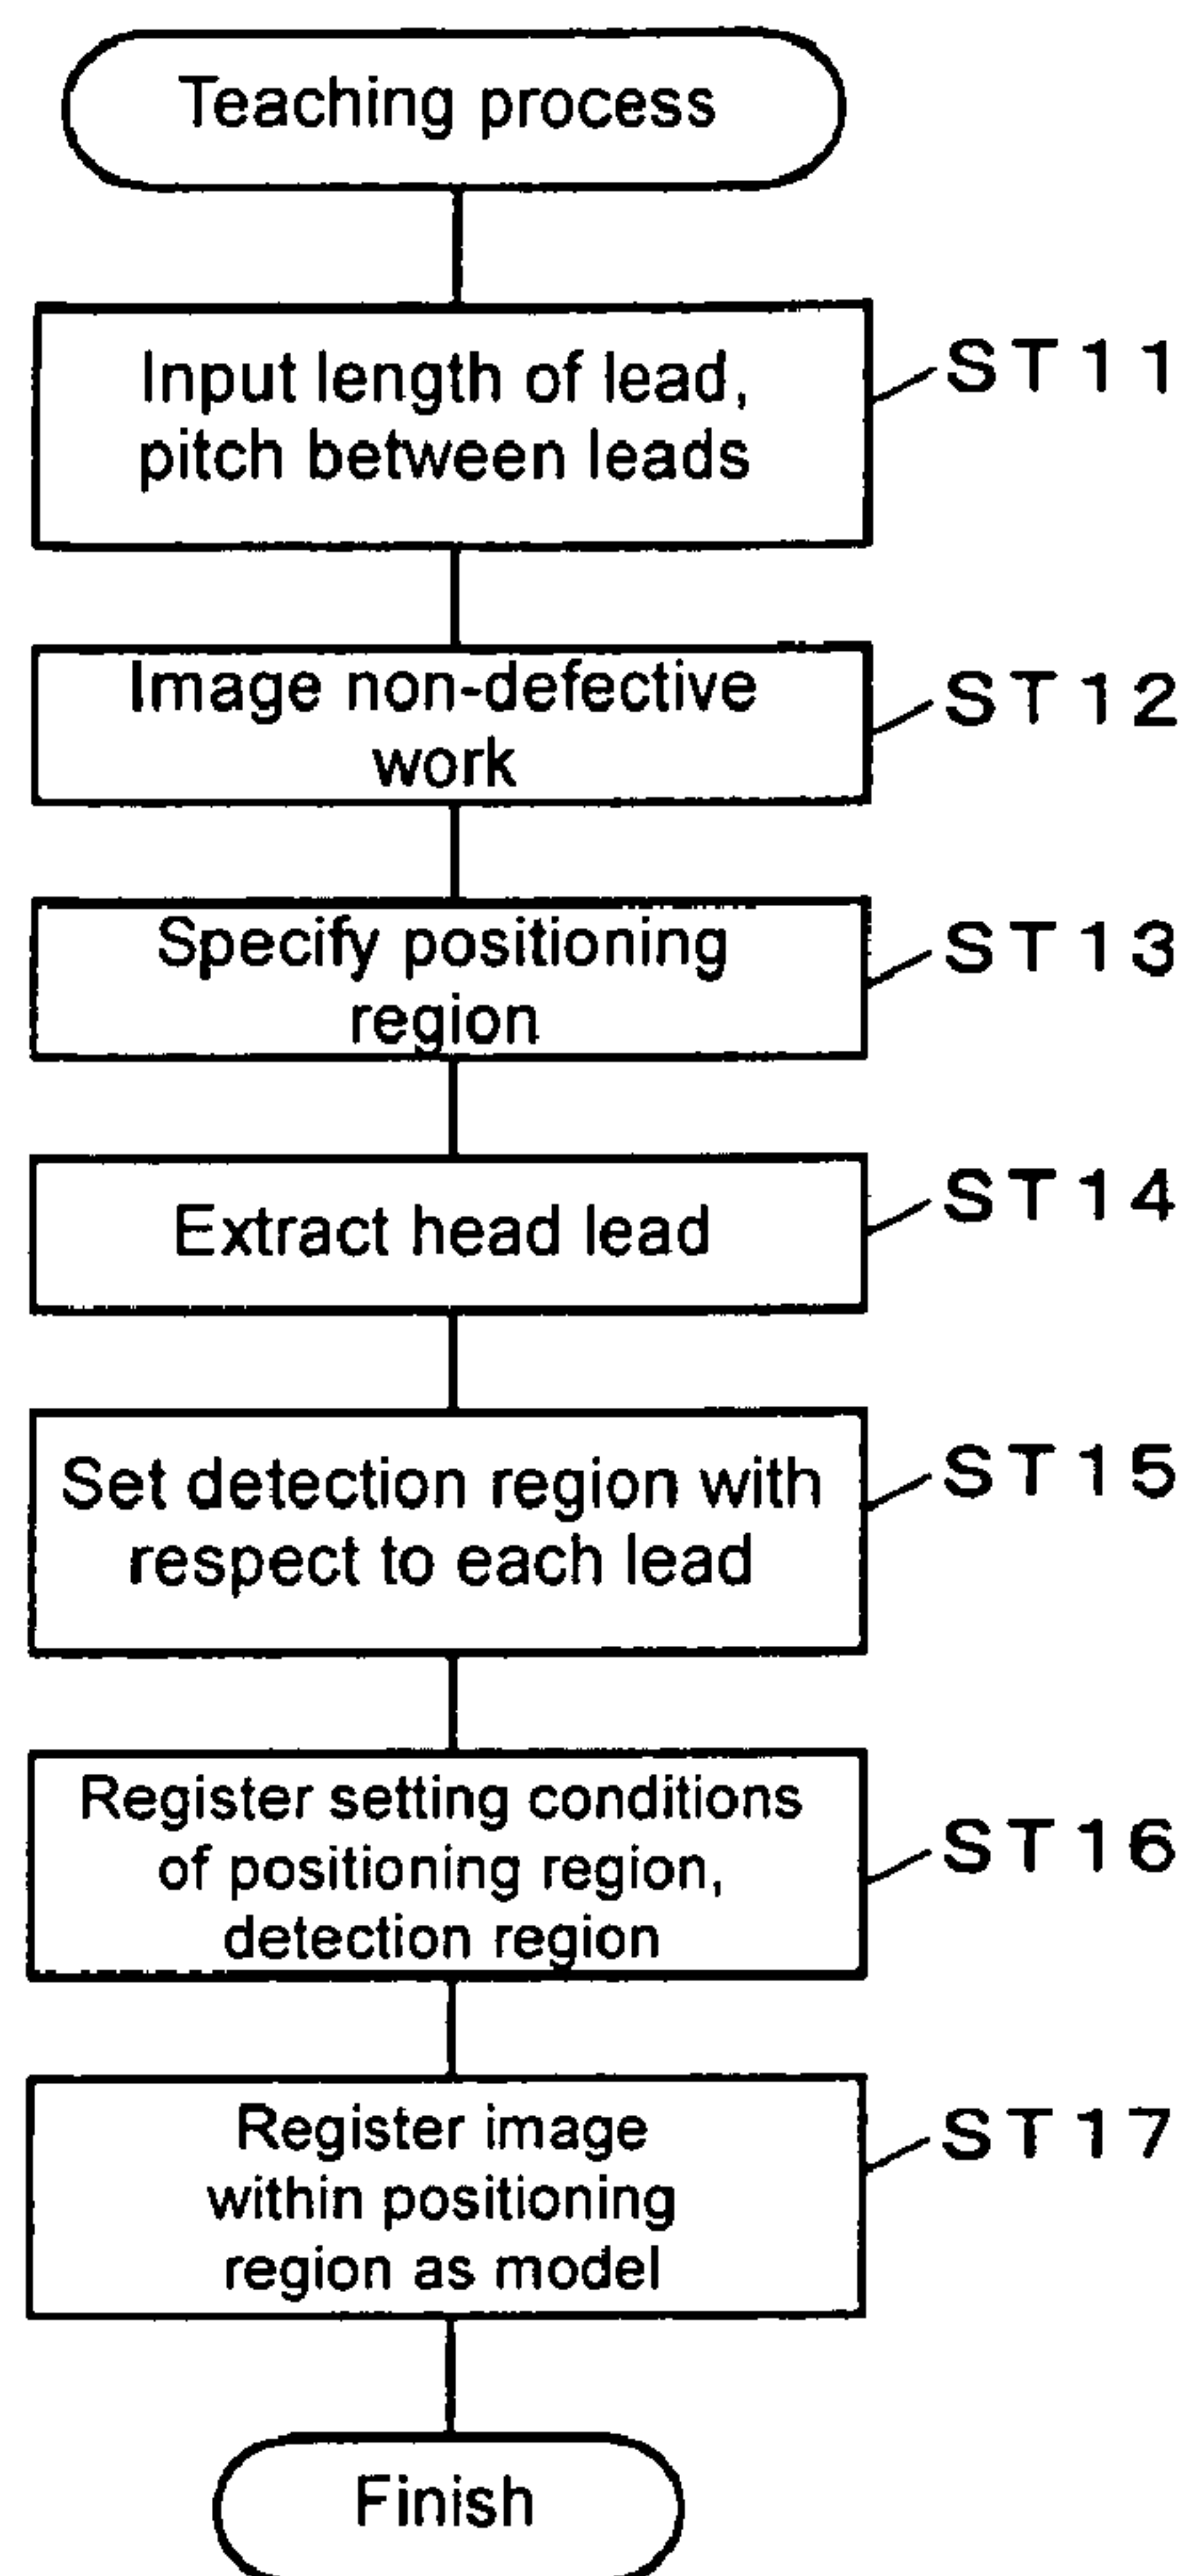 Teaching process
Input length of lead,
pitch between leads
ST11
Image non-defective
work
ST12
Specify positioning
region
ST13
Extract head lead
ST14
Set detection region with
respect to each lead
ST15
Register setting conditions
of positioning region,
detection region
ST16
Register image
within positioning
region as model
ST17
Finish